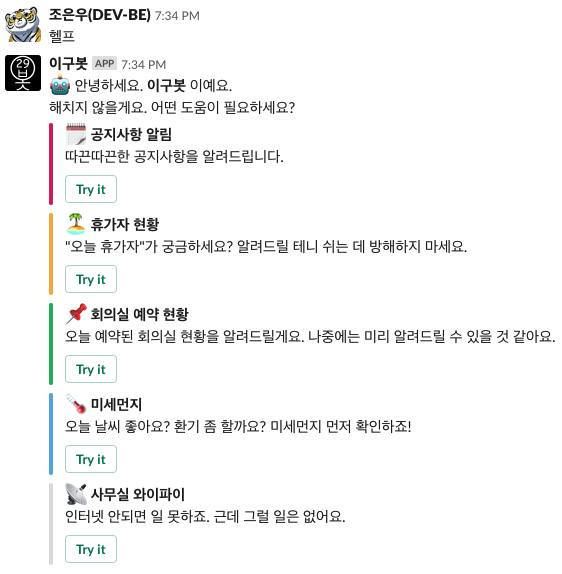 조은우(DEV-BE) 7:34 PM
헬프
29
봇
이구봇 APP 7:34 PM
안녕하세요. 이구봇 이예요.
해치지 않을게요. 어떤 도움이 필요하세요?
공지사항 알림
따끈따끈한 공지사항을 알려드립니다.
Try it
휴가자 현황
"오늘 휴가자"가 궁금하세요? 알려드릴 테니 쉬는 데 방해하지 마세요.
Try it
회의실 예약 현황
오늘 예약된 회의실 현황을 알려드릴게요. 나중에는 미리 알려드릴 수 있을 것 같아요.
Try it
미세먼지
오늘 날씨 좋아요? 환기 좀 할까요? 미세먼지 먼저 확인하죠!
Try it
사무실 와이파이
인터넷 안되면 일 못하죠. 근데 그럴 일은 없어요.
Try it